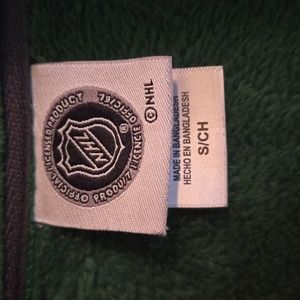 OFFICIAL LICENSED PRODUCT
PRODUIT LICENCIÉ OFFICIEL
NHL
®
© NHL
MADE IN BANGLADESH
HECHO EN BANGLADESH
S/CH